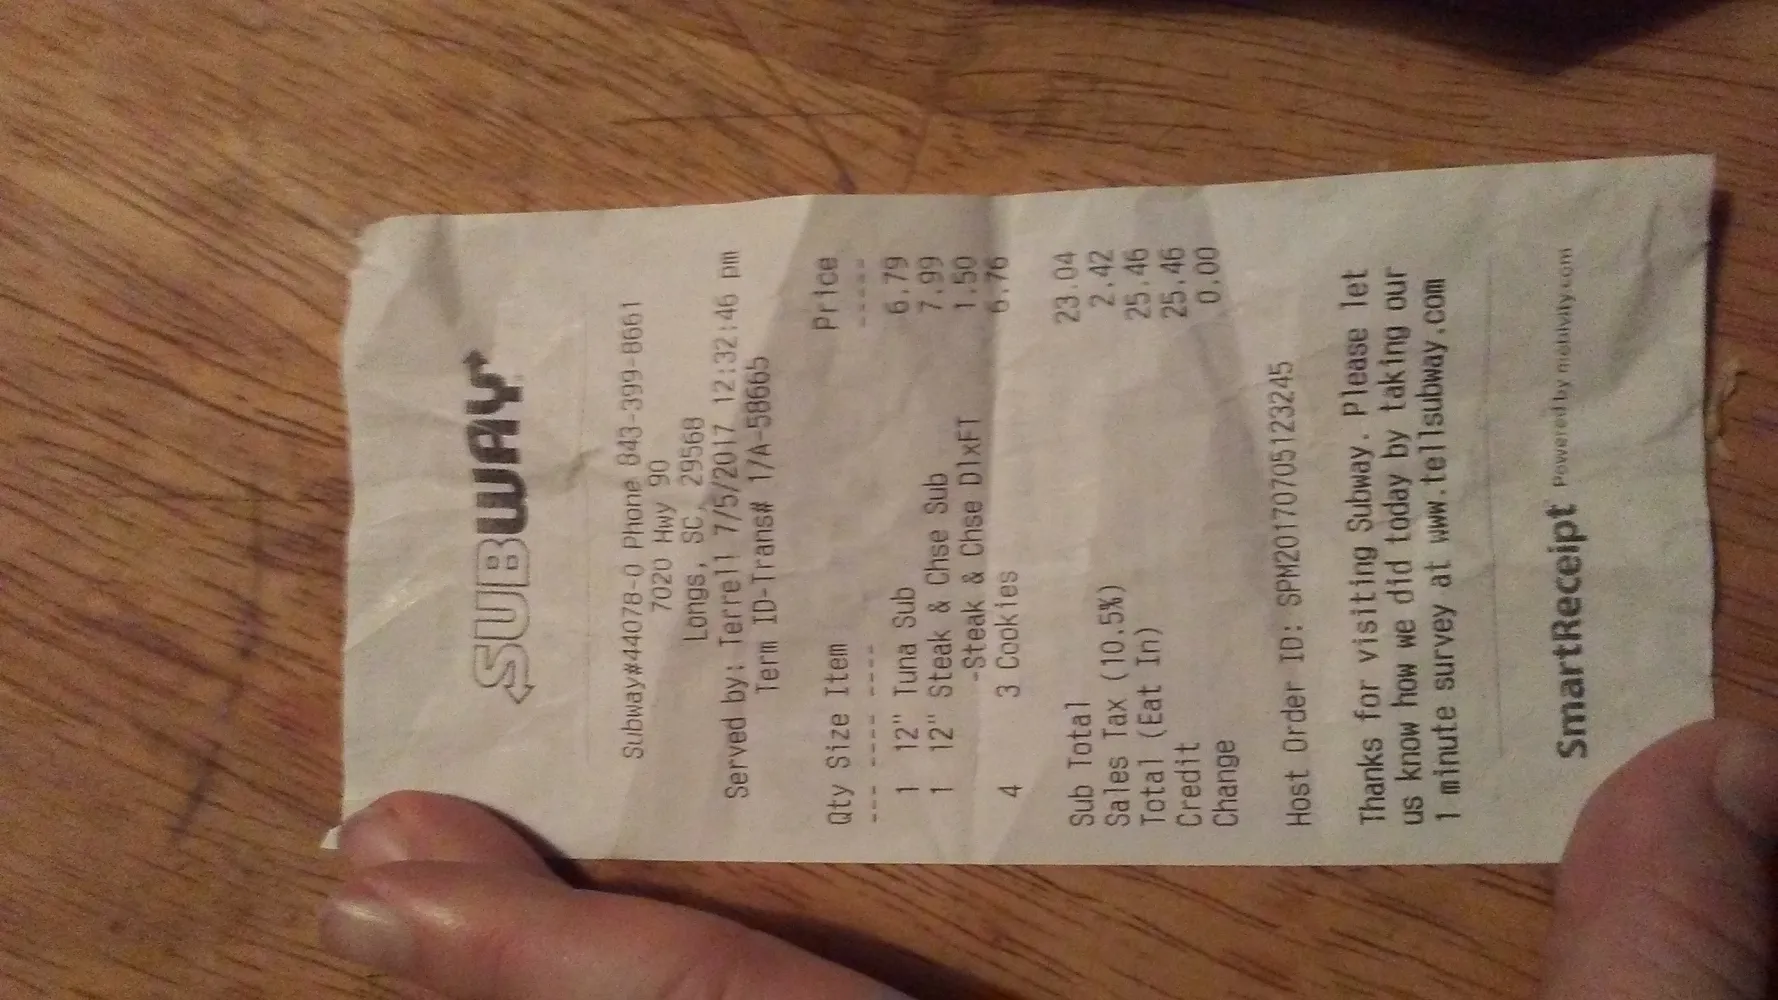 SUBWAY
Subway#44078-0 Phone 843-399-8661
7020 Hwy 90
Longs, SC, 29568
Served by: Terrell 7/5/2017 12:32:46 pm
Term ID-Trans# 1/A-58665
Qty Size Item Price
--- ---- ---- -----
1 12" Tuna Sub 6.79
1 12" Steak & Chse Sub 7.99
-Steak & Chse DlxFT 1.50
4 3 Cookies 6.76
Sub Total 23.04
Sales Tax (10.5%) 2.42
Total (Eat In) 25.46
Credit 25.46
Change 0.00
Host Order ID: SPM20170705123245
Thanks for visiting Subway. Please let
us know how we did today by taking our
1 minute survey at www.tellsubway.com
SmartReceipt Powered by mobivity.com